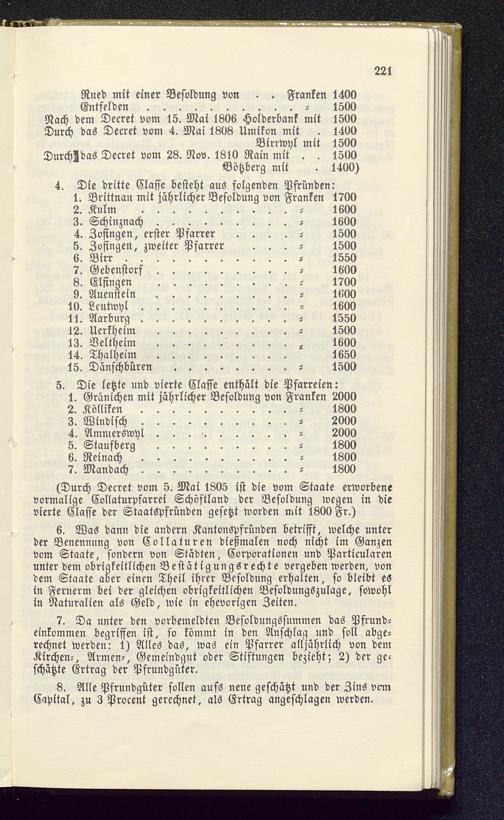 221
Rued mit einer Besoldung von . . Franken 1400
Entfelden . . . . . . . . . = 1500
Nach dem Decret vom 15. Mai 1806 Holderbank mit 1500
Durch das Decret vom 4. Mai 1808 Umikon mit . 1400
Birrwyl mit 1500
Durch das Decret vom 28. Nov. 1810 Rain mit . . 1500
Bötzberg mit . 1400)
4. Die dritte Classe besteht aus folgenden Pfründen:
1. Brittnau mit jährlicher Besoldung von Franken 1700
2. Kulm . . . . . . . . . . = 1600
3. Schinznach . . . . . . . . = 1600
4. Zofingen, erster Pfarrer . . . . = 1500
5. Zofingen, zweiter Pfarrer . . . . = 1500
6. Birr . . . . . . . . . . = 1550
7. Gebenstorf . . . . . . . . = 1600
8. Elfingen . . . . . . . . . = 1700
9. Auenstein . . . . . . . . = 1600
10. Leutwyl . . . . . . . . . = 1600
11. Aarburg . . . . . . . . . = 1550
12. Uerkheim . . . . . . . . = 1500
13. Veltheim . . . . . . . . = 1600
14. Thalheim . . . . . . . . = 1650
15. Dänschbüren . . . . . . . = 1500
5. Die letzte und vierte Classe enthält die Pfarreien:
1. Gränichen mit jährlicher Besoldung von Franken 2000
2. Kölliken . . . . . . . . . = 1800
3. Windisch . . . . . . . . . = 2000
4. Ammerswyl . . . . . . . . = 2000
5. Staufberg . . . . . . . . = 1800
6. Reinach . . . . . . . . . = 1800
7. Mandach . . . . . . . . . = 1800
(Durch Decret vom 5. Mai 1805 ist die vom Staate erworbene
vormalige Collaturpfarrei Schöftland der Besoldung wegen in die
vierte Classe der Staatspfründen gesetzt worden mit 1800 Fr.)
6. Was dann die andern Kantonspfründen betrifft, welche unter
der Benennung von Collaturen dießmalen noch nicht im Ganzen
vom Staate, sondern von Städten, Corporationen und Particularen
unter dem obrigkeitlichen Bestätigungsrechte vergeben werden, von
dem Staate aber einen Theil ihrer Besoldung erhalten, so bleibt es
in Fernerm bei der gleichen obrigkeitlichen Besoldungszulage, sowohl
in Naturalien als Geld, wie in ehevorigen Zeiten.
7. Da unter den vorbemeldten Besoldungssummen das Pfrund-
einkommen begriffen ist, so kömmt in den Anschlag und soll abge-
rechnet werden: 1) Alles das, was ein Pfarrer alljährlich von dem
Kirchen=, Armen=, Gemeindgut oder Stiftungen bezieht; 2) der ge-
schätzte Ertrag der Pfrundgüter.
8. Alle Pfrundgüter sollen aufs neue geschätzt und der Zins vom
Capital, zu 3 Procent gerechnet, als Ertrag angeschlagen werden.